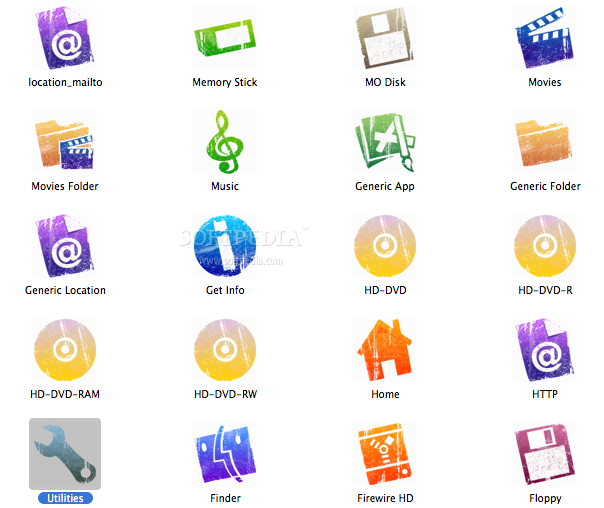 location_mailto
Memory Stick
MO Disk
Movies
Movies Folder
Music
Generic App
Generic Folder
SOFTPEDIA™
www.softpedia.com
Generic Location
Get Info
HD-DVD
HD-DVD-R
HD-DVD-RAM
HD-DVD-RW
Home
HTTP
Utilities
Finder
Firewire HD
Floppy